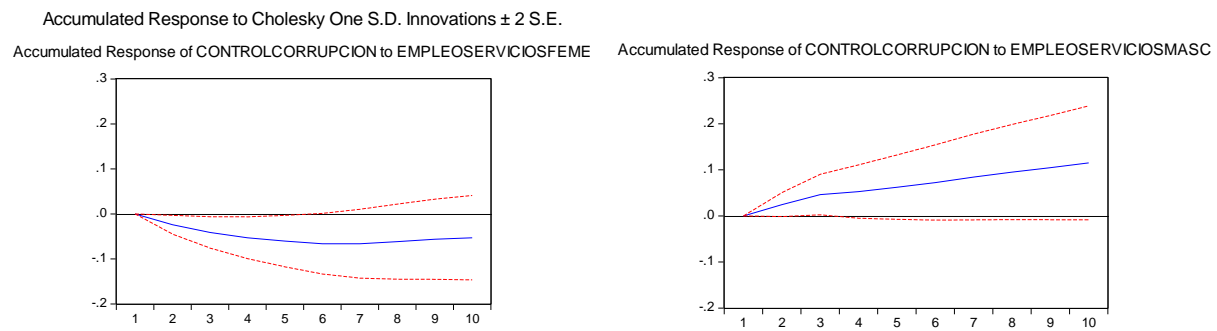 Accumulated Response to Cholesky One S.D. Innovations ± 2 S.E.
Accumulated Response of CONTROLCORRUPCION to EMPLEOSERVICIOSFEME
.3
.2
.1
.0
-.1
-.2
1 2 3 4 5 6 7 8 9 10
Accumulated Response of CONTROLCORRUPCION to EMPLEOSERVICIOSMASC
.3
.2
.1
.0
-.1
-.2
1 2 3 4 5 6 7 8 9 10